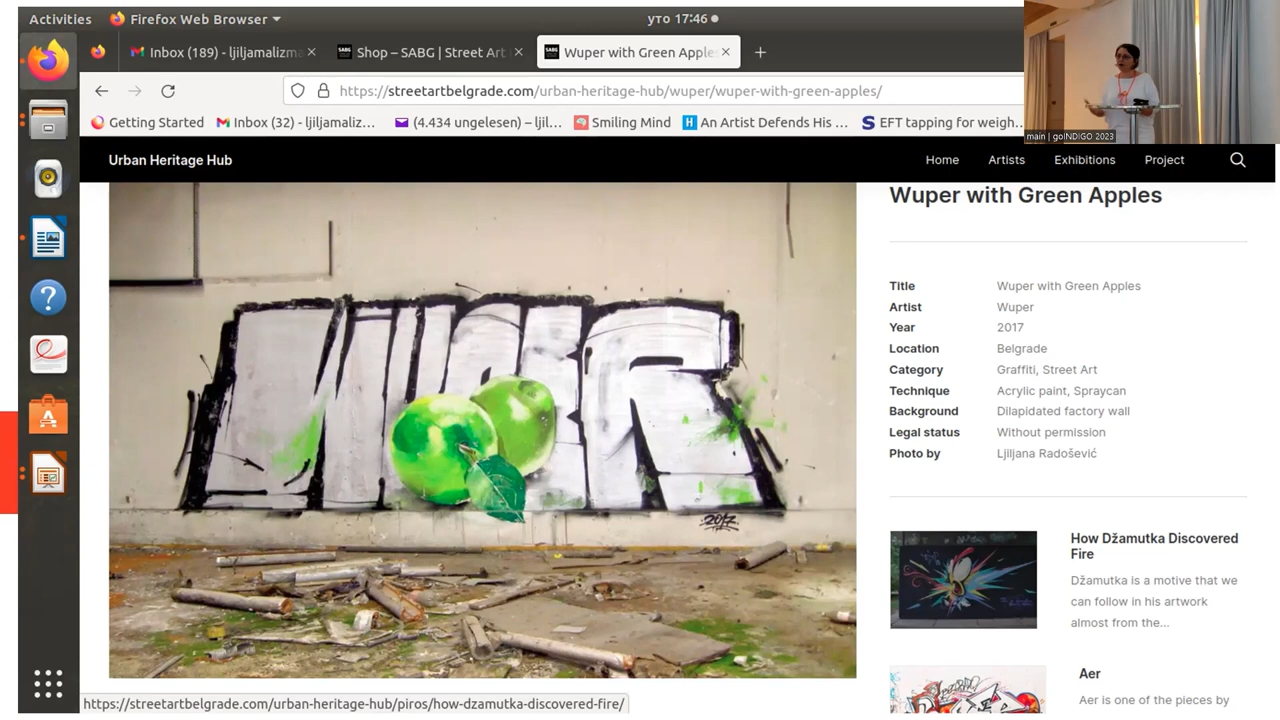 Activities
Firefox Web Browser
уто 17:46
Inbox (189) - ljiljamalizma
Shop – SABG | Street Art
Wuper with Green Apples
https://streetartbelgrade.com/urban-heritage-hub/wuper/wuper-with-green-apples/
Getting Started
Inbox (32) - ljiljamaliz…
(4.434 ungelesen) – ljil…
Smiling Mind
An Artist Defends His …
EFT tapping for weigh…
main | goINDIGO 2023
Urban Heritage Hub
Home
Artists
Exhibitions
Project
Wuper with Green Apples
Title Wuper with Green Apples
Artist Wuper
Year 2017
Location Belgrade
Category Graffiti, Street Art
Technique Acrylic paint, Spraycan
Background Dilapidated factory wall
Legal status Without permission
Photo by Ljiljana Radošević
2017
How Džamutka Discovered
Fire
Džamutka is a motive that we
can follow in his artwork
almost from the...
Aer
Aer is one of the pieces by
https://streetartbelgrade.com/urban-heritage-hub/piros/how-dzamutka-discovered-fire/